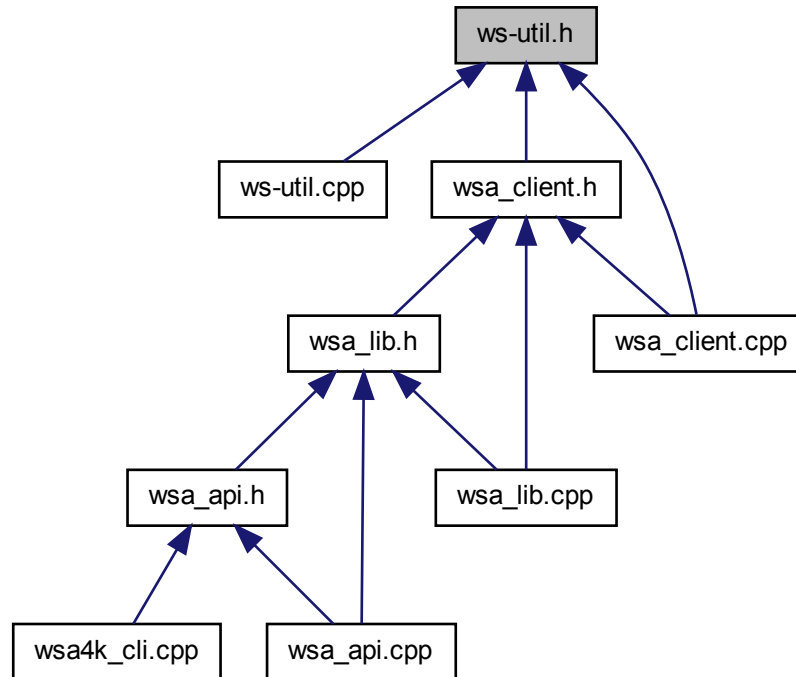 ws-util.h
ws-util.cpp
wsa_client.h
wsa_lib.h
wsa_client.cpp
wsa_api.h
wsa_lib.cpp
wsa4k_cli.cpp
wsa_api.cpp